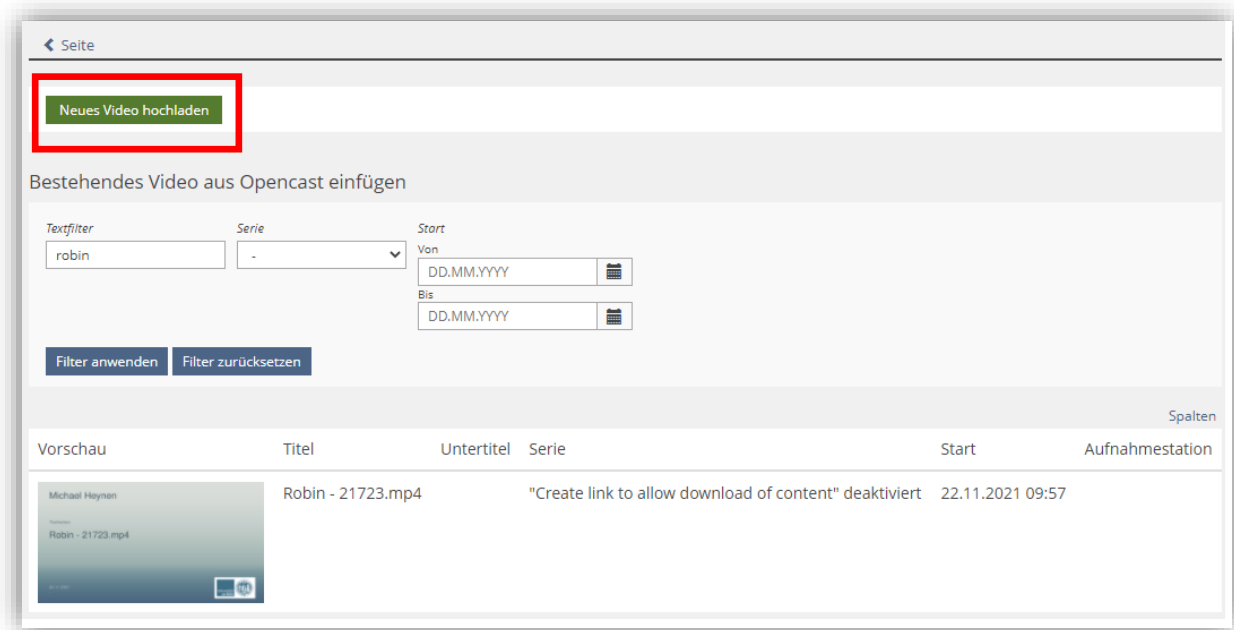 Seite
Neues Video hochladen
Bestehendes Video aus Opencast einfügen
Textfilter Serie Start
Von
robin - DD.MM.YYYY
Bis
DD.MM.YYYY
Filter anwenden Filter zurücksetzen
Spalten
Vorschau Titel Untertitel Serie Start Aufnahmestation
Robin - 21723.mp4 "Create link to allow download of content" deaktiviert 22.11.2021 09:57
Michael Heynen
Robin - 21723.mp4